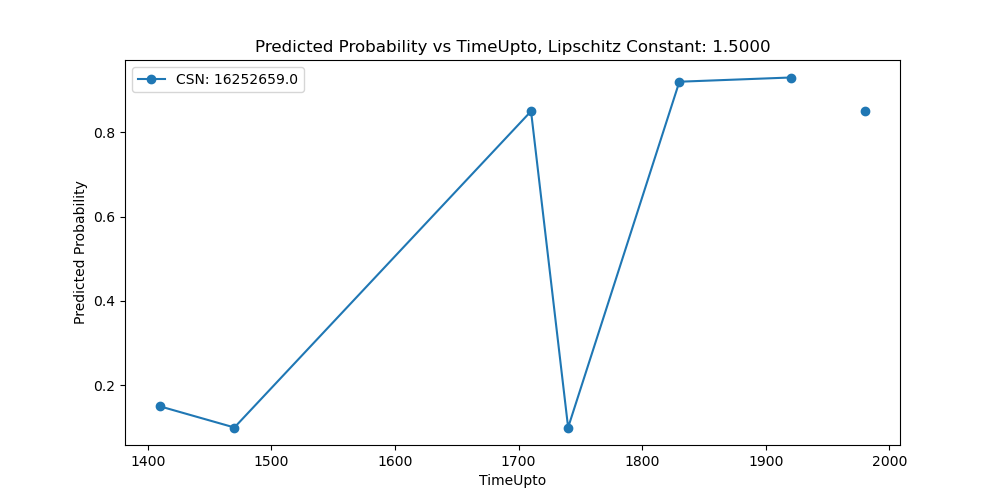 Predicted Probability vs TimeUpto, Lipschitz Constant: 1.5000
CSN: 16252659.0
Predicted Probability
0.8
0.6
0.4
0.2
1400 1500 1600 1700 1800 1900 2000
TimeUpto